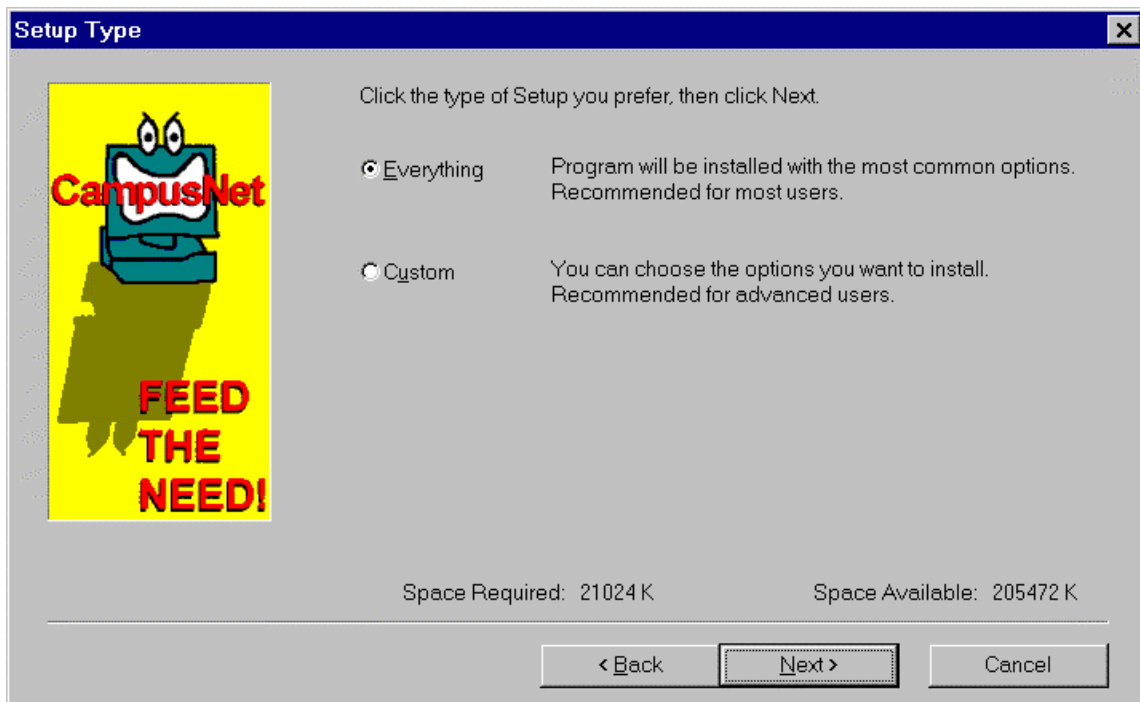 Setup Type
CampusNet
FEED
THE
NEED!
Click the type of Setup you prefer, then click Next.
Everything
Program will be installed with the most common options.
Recommended for most users.
Custom
You can choose the options you want to install.
Recommended for advanced users.
Space Required: 21024 K
Space Available: 205472 K
< Back
Next >
Cancel